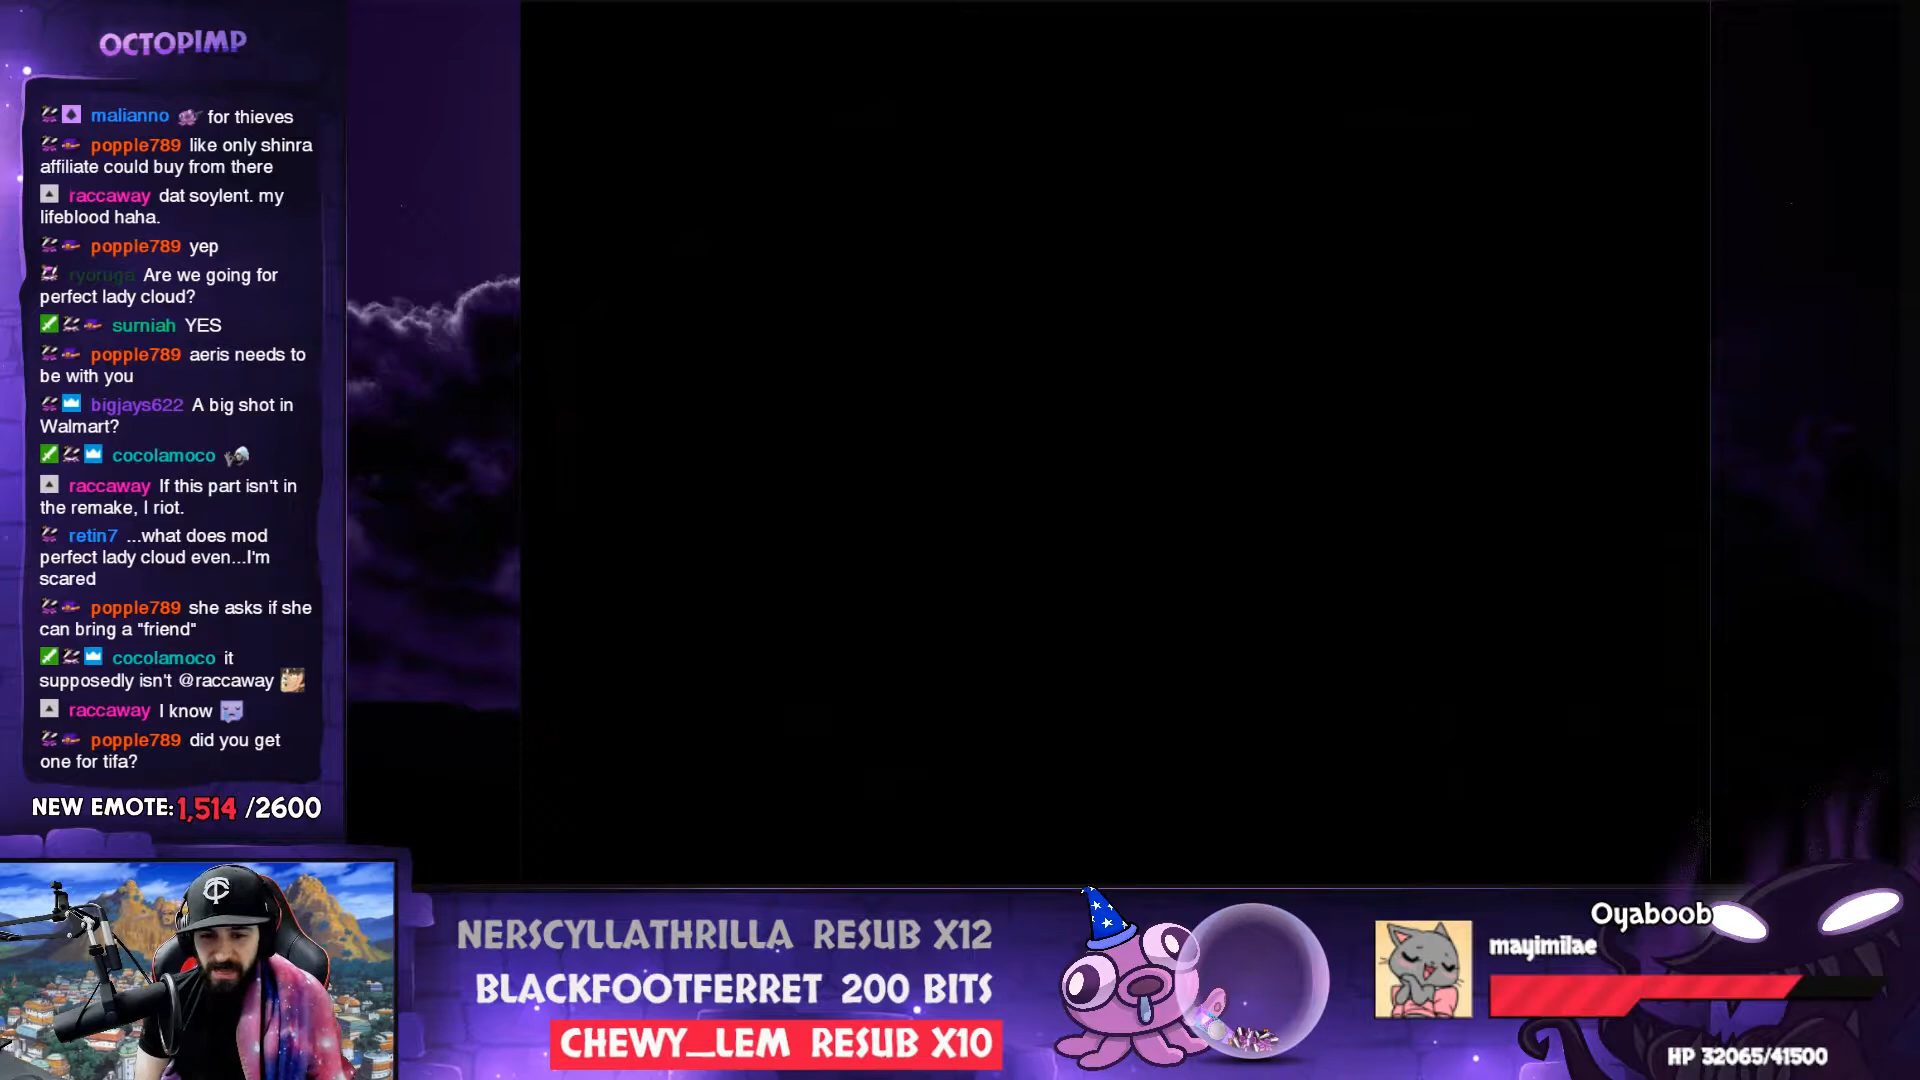 OCTOPIMP
malianno for thieves
popple789 like only shinra
affiliate could buy from there
raccaway dat soylent. my
lifeblood haha.
popple789 yep
ryoruga Are we going for
perfect lady cloud?
surniah YES
popple789 aeris needs to
be with you
bigjays622 A big shot in
Walmart?
cocolamoco
raccaway If this part isn't in
the remake, I riot.
retin7 ...what does mod
perfect lady cloud even...I'm
scared
popple789 she asks if she
can bring a "friend"
cocolamoco it
supposedly isn't @raccaway
raccaway I know
popple789 did you get
one for tifa?
NEW EMOTE: 1,514 /2600
NERSCYLLATHRILLA RESUB X12
BLACKFOOTFERRET 200 BITS
CHEWY_LEM RESUB X10
Oyaboob
mayimilae
HP 32065/41500